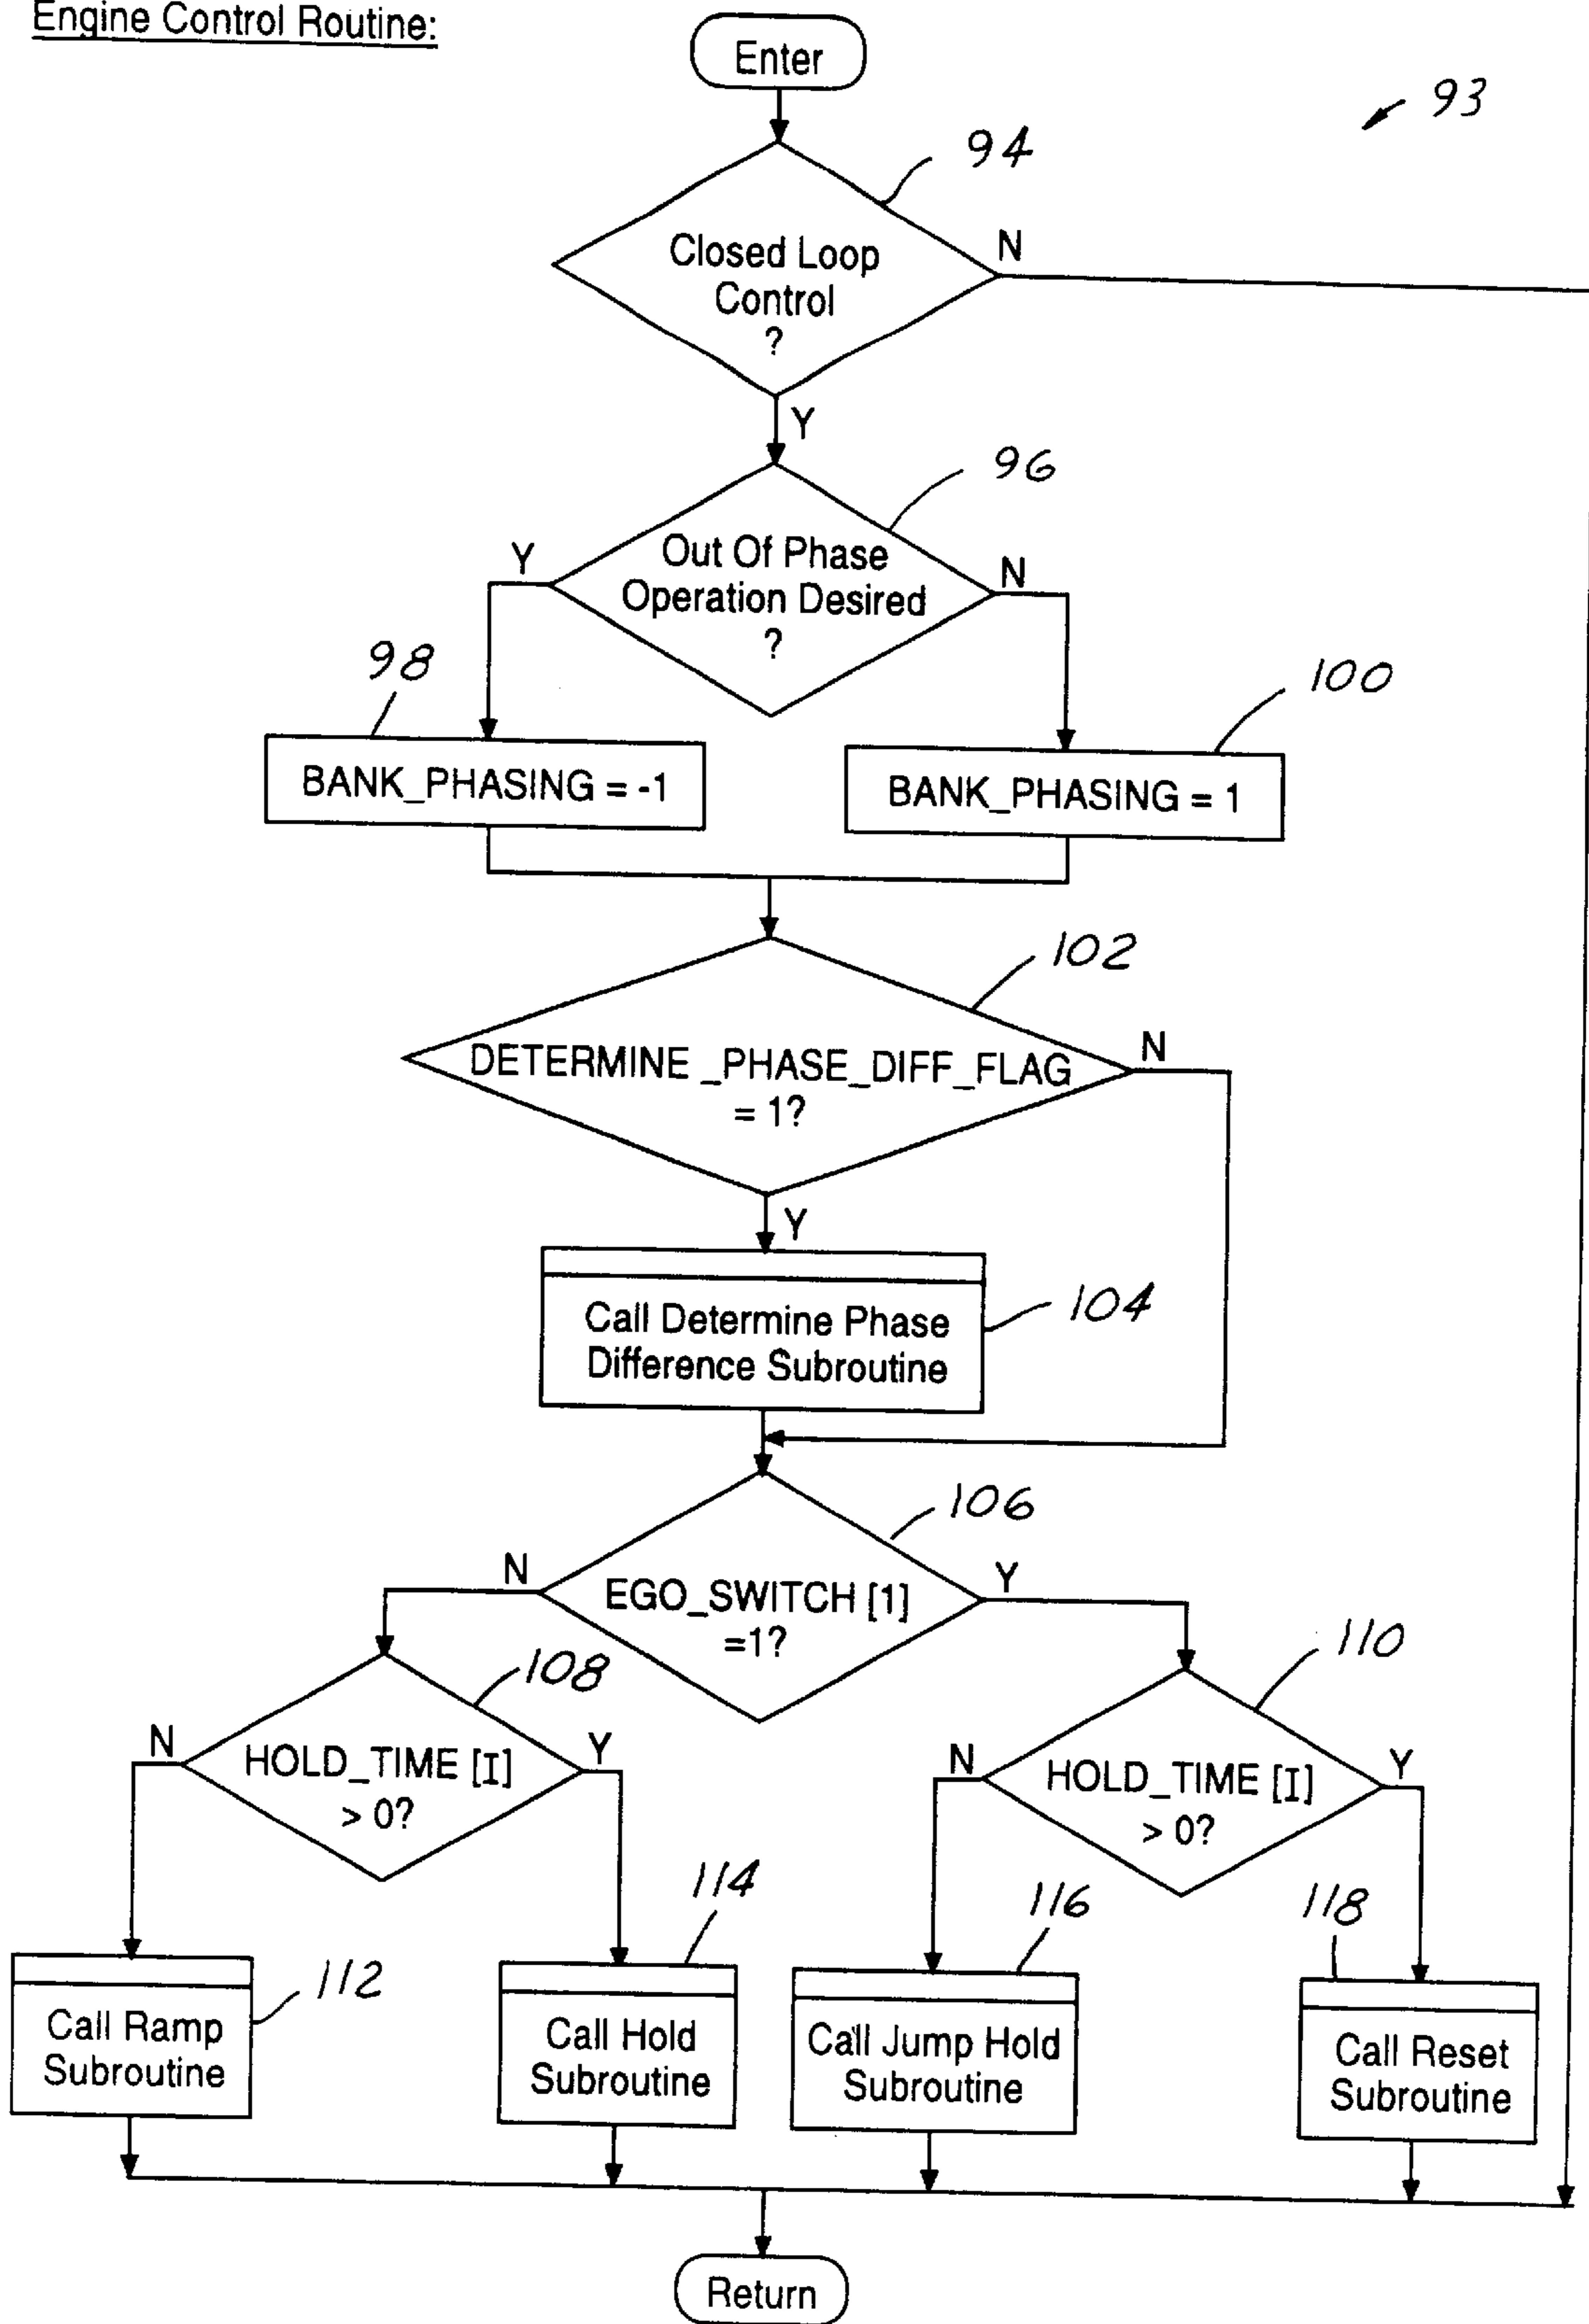 Engine Control Routine:
Enter
93
94
Closed Loop
Control
?
N
Y
96
Out Of Phase
Operation Desired
?
Y
N
98
100
BANK_PHASING = -1
BANK_PHASING = 1
102
DETERMINE _PHASE_DIFF_FLAG
= 1?
N
Y
104
Call Determine Phase
Difference Subroutine
106
EGO_SWITCH [1]
=1?
N
Y
108
110
HOLD_TIME [I]
> 0?
N
Y
HOLD_TIME [I]
> 0?
N
Y
112
114
116
118
Call Ramp
Subroutine
Call Hold
Subroutine
Call Jump Hold
Subroutine
Call Reset
Subroutine
Return